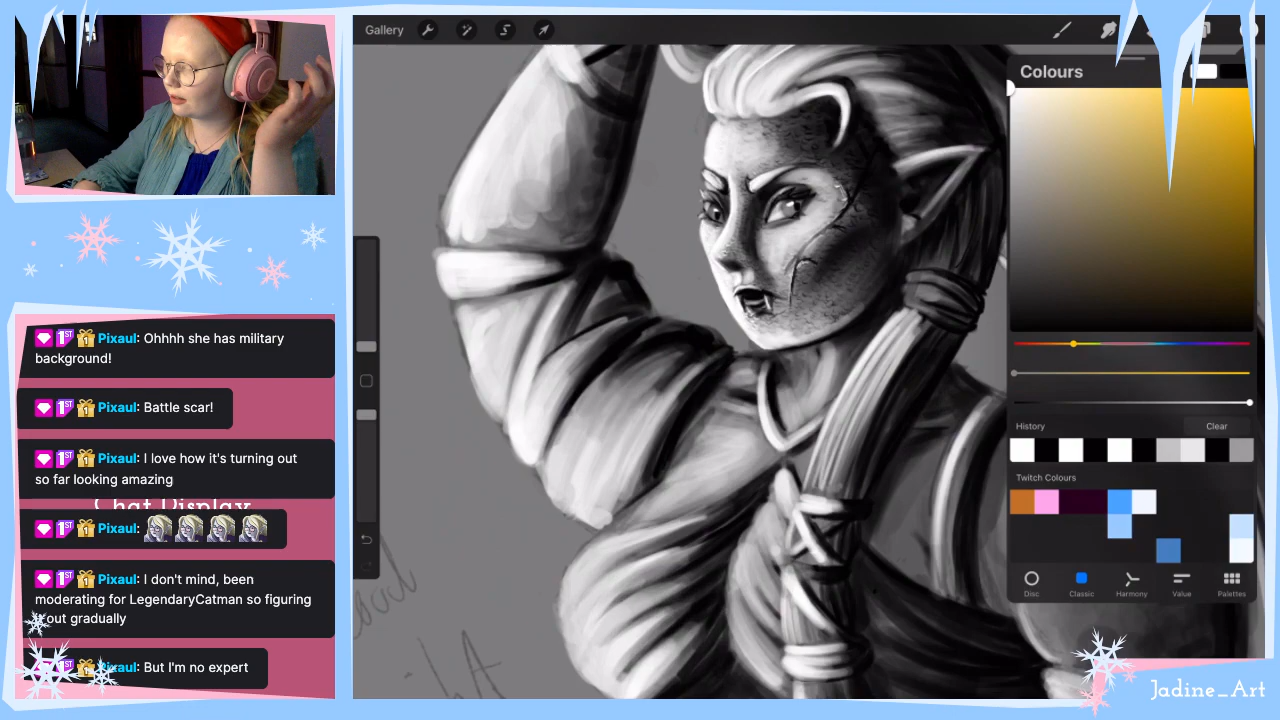 Gallery
Colours
Pixaul: Ohhhh she has military
background!
Pixaul: Battle scar!
Pixaul: I love how it's turning out
so far looking amazing
Chat Display
Pixaul:
Pixaul: I don't mind, been
moderating for LegendaryCatman so figuring
out gradually
Pixaul: But I'm no expert
History
Clear
Twitch Colours
Disc
Classic
Harmony
Value
Palettes
Jadine_Art